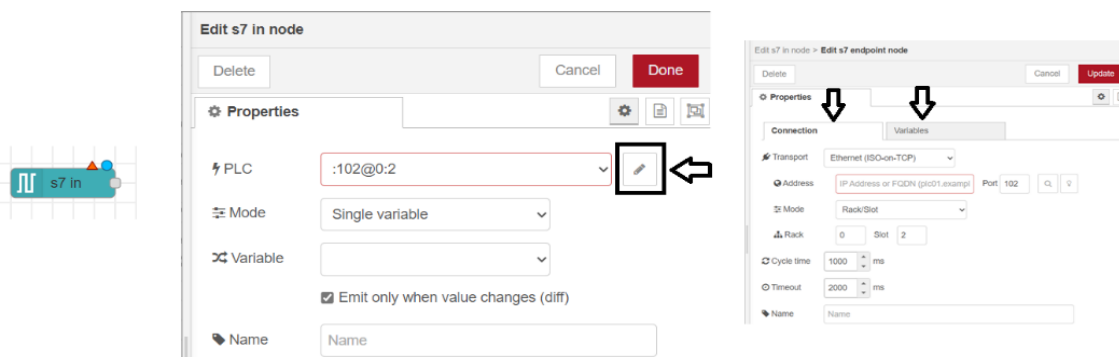 s7 in
Edit s7 in node
Delete
Cancel
Done
Properties
PLC
:102@0:2
Mode
Single variable
Variable
Emit only when value changes (diff)
Name
Name
Edit s7 in node > Edit s7 endpoint node
Delete
Cancel
Update
Properties
Connection
Variables
Transport
Ethernet (ISO-on-TCP)
Address
IP Address or FQDN (plc01.exampl
Port 102
Mode
Rack/Slot
Rack
0
Slot 2
Cycle time
1000 ms
Timeout
2000 ms
Name
Name